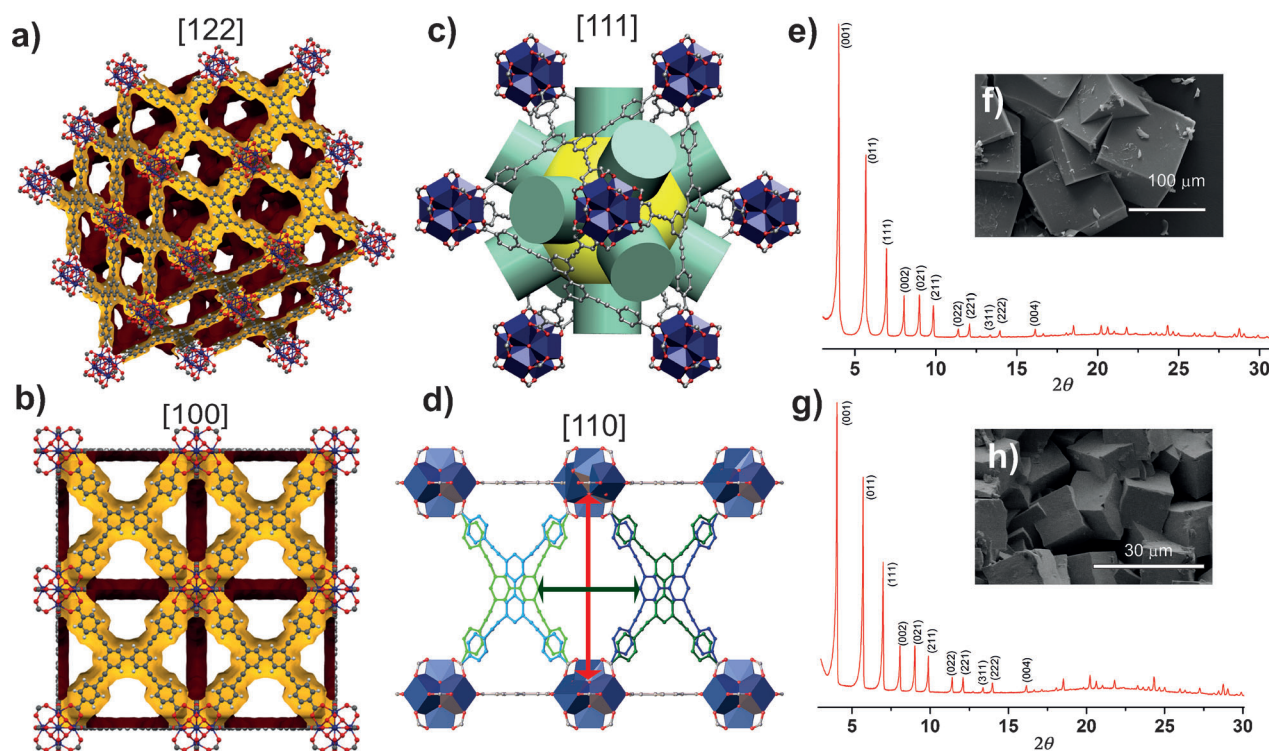 a)
[122]
b)
[100]
c)
[111]
d)
[110]
e)
(001)
(011)
(111)
(002)
(021)
(211)
(022)
(221)
(311)
(222)
(004)
5 10 15 20 25 30
2θ
f)
100 μm
g)
(001)
(011)
(111)
(002)
(021)
(211)
(022)
(221)
(311)
(222)
(004)
5 10 15 20 25 30
2θ
h)
30 μm